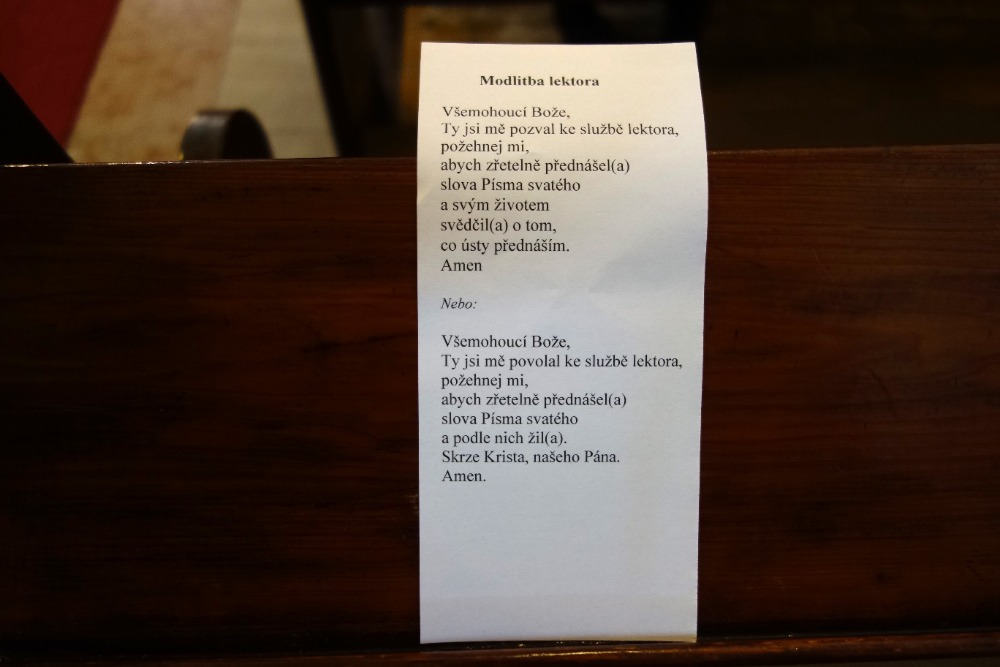 Modlitba lektora
Všemohoucí Bože,
Ty jsi mě pozval ke službě lektora,
požehnej mi,
abych zřetelně přednášel(a)
slova Písma svatého
a svým životem
svědčil(a) o tom,
co ústy přednáším.
Amen
Nebo:
Všemohoucí Bože,
Ty jsi mě povolal ke službě lektora,
požehnej mi,
abych zřetelně přednášel(a)
slova Písma svatého
a podle nich žil(a).
Skrze Krista, našeho Pána.
Amen.